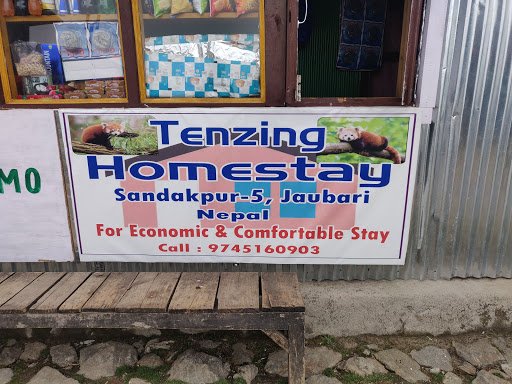 Tenzing
Homestay
Sandakpur-5, Jaubari
Nepal
For Economic & Comfortable Stay
Call : 9745160903
MO